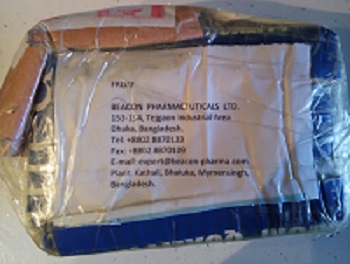 FROM
BEACON PHARMACEUTICALS LTD.
153-154, Tejgaon Industrial Area
Dhaka, Bangladesh.
Tel: +8802 8870133
Fax: +8802 8870109
E-mail: export@beacon-pharma.com
Plant: Kathali, Bhaluka, Mymensingh,
Bangladesh.